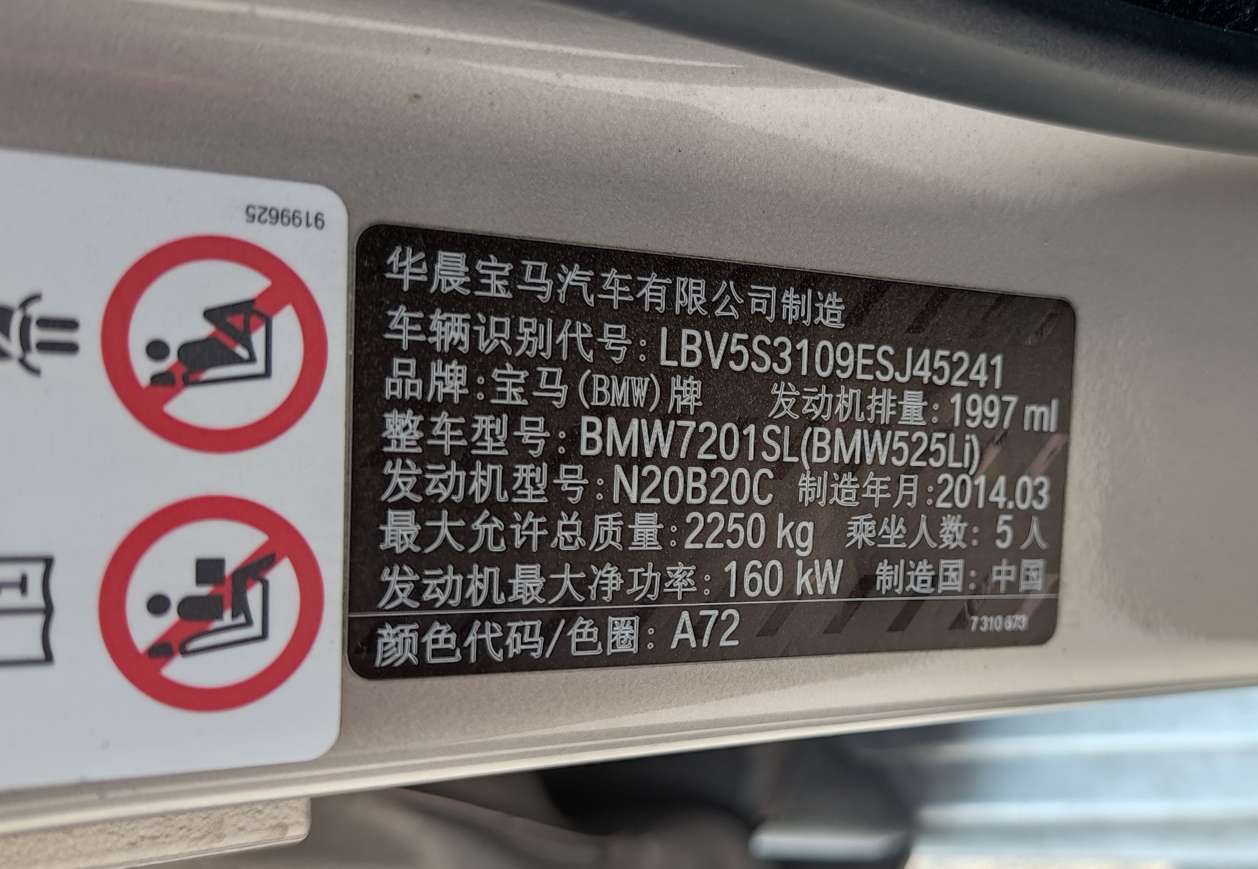 9199625
华晨宝马汽车有限公司制造
车辆识别代号: LBV5S3109ESJ45241
品牌:宝马(BMW)牌 发动机排量: 1997 ml
整车型号: BMW7201SL(BMW525Li)
发动机型号: N20B20C 制造年月:2014.03
最大允许总质量:2250 kg 乘坐人数: 5 人
发动机最大净功率: 160 kW 制造国: 中国
颜色代码/色圈: A72
7 310 673